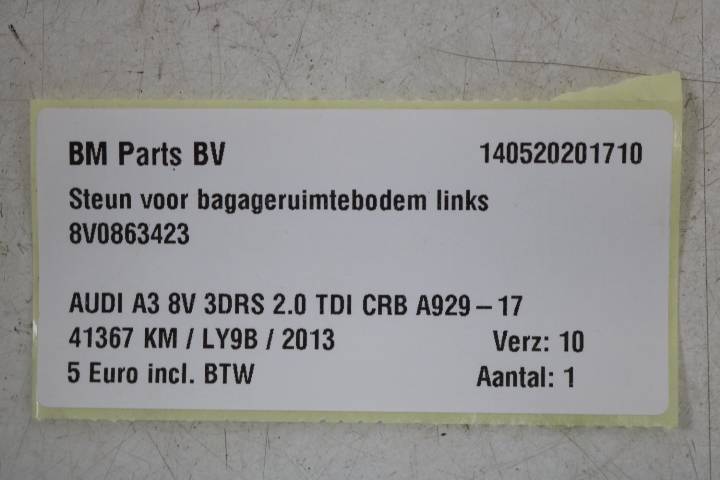 BM Parts BV 140520201710
Steun voor bagageruimtebodem links
8V0863423
AUDI A3 8V 3DRS 2.0 TDI CRB A929 – 17
41367 KM / LY9B / 2013 Verz: 10
5 Euro incl. BTW Aantal: 1